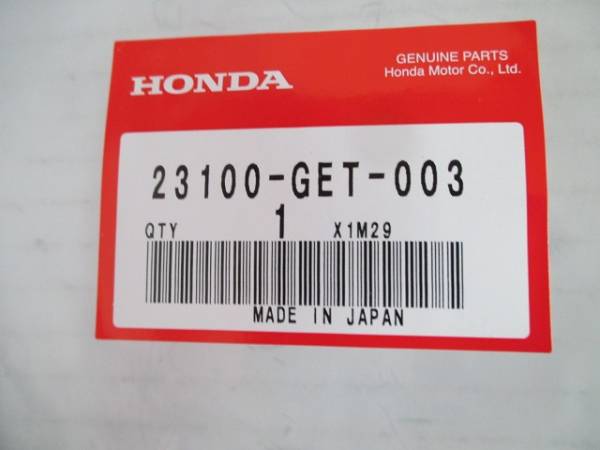 HONDA
GENUINE PARTS
Honda Motor Co., Ltd.
23100-GET-003
QTY 1 X1M29
MADE IN JAPAN